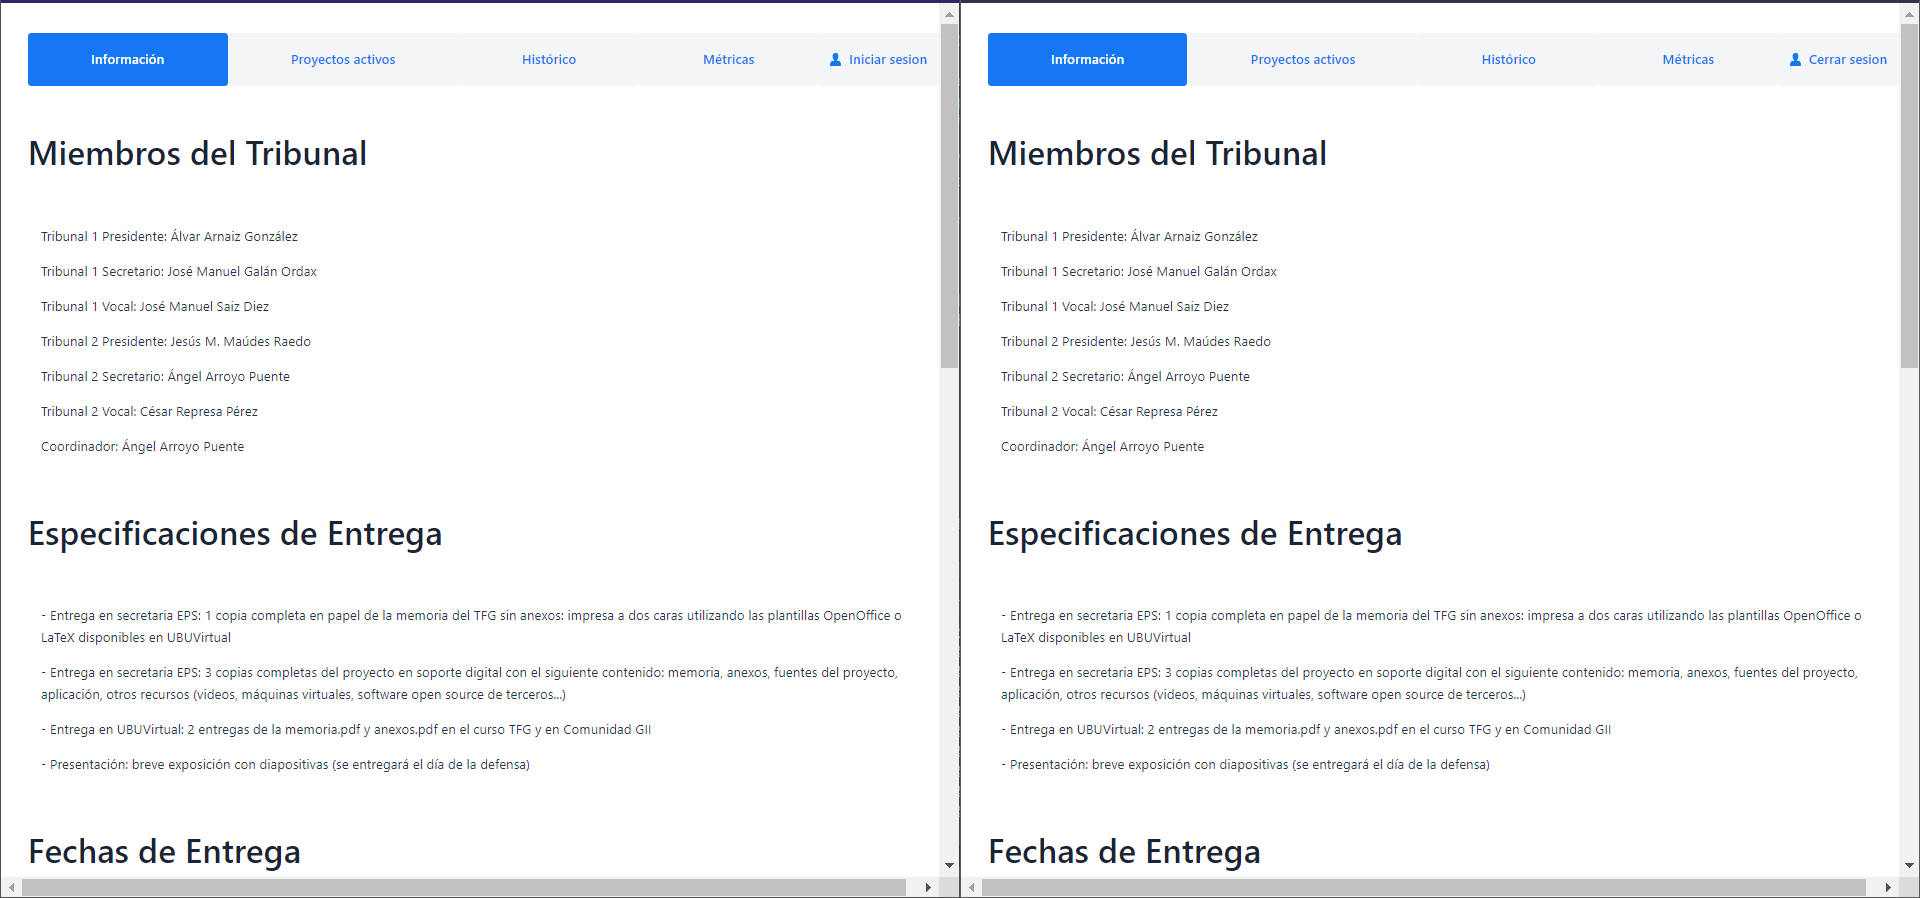 Información Proyectos activos Histórico Métricas Iniciar sesion
Miembros del Tribunal
Tribunal 1 Presidente: Álvar Arnaiz González
Tribunal 1 Secretario: José Manuel Galán Ordax
Tribunal 1 Vocal: José Manuel Saiz Diez
Tribunal 2 Presidente: Jesús M. Maúdes Raedo
Tribunal 2 Secretario: Ángel Arroyo Puente
Tribunal 2 Vocal: César Represa Pérez
Coordinador: Ángel Arroyo Puente
Especificaciones de Entrega
- Entrega en secretaria EPS: 1 copia completa en papel de la memoria del TFG sin anexos: impresa a dos caras utilizando las plantillas OpenOffice o
LaTeX disponibles en UBUVirtual
- Entrega en secretaria EPS: 3 copias completas del proyecto en soporte digital con el siguiente contenido: memoria, anexos, fuentes del proyecto,
aplicación, otros recursos (videos, máquinas virtuales, software open source de terceros...)
- Entrega en UBUVirtual: 2 entregas de la memoria.pdf y anexos.pdf en el curso TFG y en Comunidad GII
- Presentación: breve exposición con diapositivas (se entregará el día de la defensa)
Fechas de Entrega
Información Proyectos activos Histórico Métricas Cerrar sesion
Miembros del Tribunal
Tribunal 1 Presidente: Álvar Arnaiz González
Tribunal 1 Secretario: José Manuel Galán Ordax
Tribunal 1 Vocal: José Manuel Saiz Diez
Tribunal 2 Presidente: Jesús M. Maúdes Raedo
Tribunal 2 Secretario: Ángel Arroyo Puente
Tribunal 2 Vocal: César Represa Pérez
Coordinador: Ángel Arroyo Puente
Especificaciones de Entrega
- Entrega en secretaria EPS: 1 copia completa en papel de la memoria del TFG sin anexos: impresa a dos caras utilizando las plantillas OpenOffice o
LaTeX disponibles en UBUVirtual
- Entrega en secretaria EPS: 3 copias completas del proyecto en soporte digital con el siguiente contenido: memoria, anexos, fuentes del proyecto,
aplicación, otros recursos (videos, máquinas virtuales, software open source de terceros...)
- Entrega en UBUVirtual: 2 entregas de la memoria.pdf y anexos.pdf en el curso TFG y en Comunidad GII
- Presentación: breve exposición con diapositivas (se entregará el día de la defensa)
Fechas de Entrega